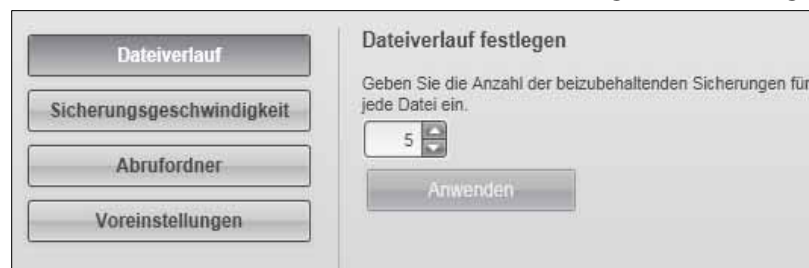 Dateiverlauf
Sicherungsgeschwindigkeit
Abrufordner
Voreinstellungen
Dateiverlauf festlegen
Geben Sie die Anzahl der beizubehaltenden Sicherungen für
jede Datei ein.
5
Anwenden